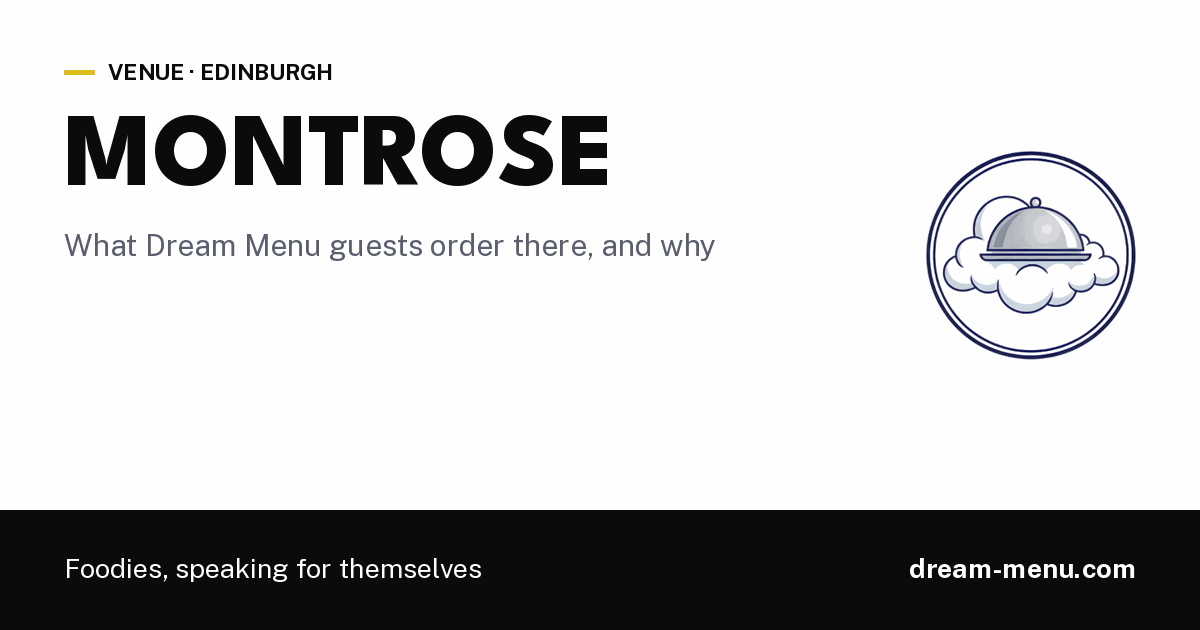 VENUE · EDINBURGH
MONTROSE
What Dream Menu guests order there, and why
Foodies, speaking for themselves
dream-menu.com